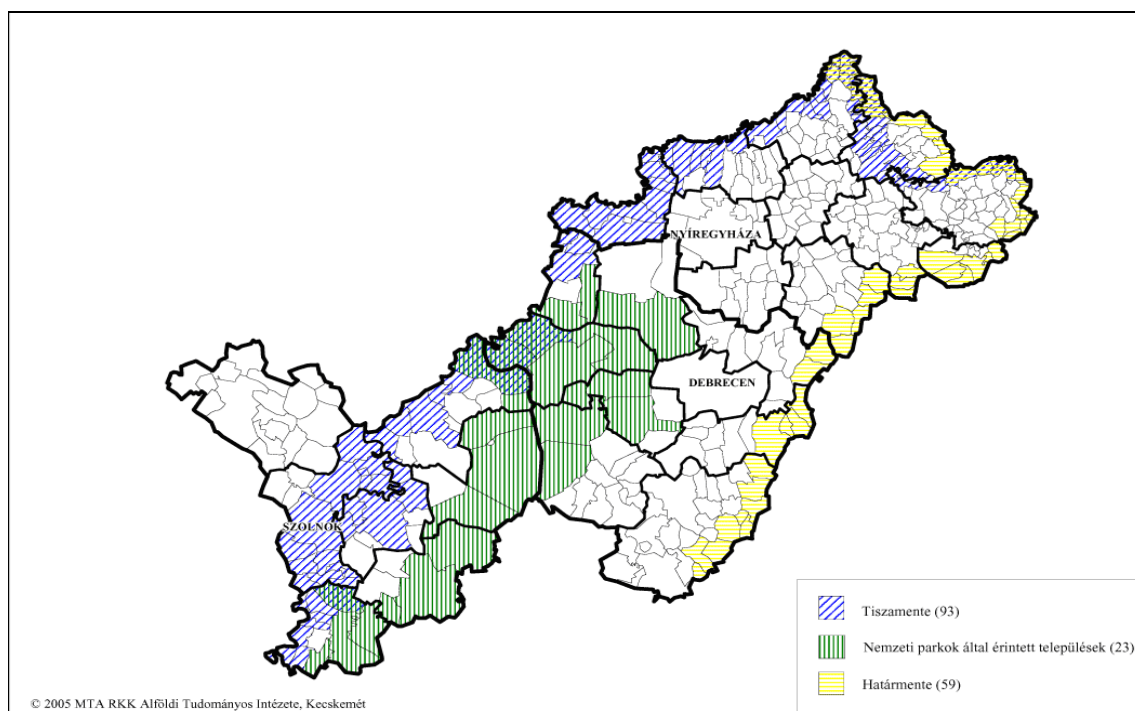 NYÍREGYHÁZA
DEBRECEN
SZOLNOK
Tiszamente (93)
Nemzeti parkok által érintett települések (23)
Határmente (59)
© 2005 MTA RKK Alföldi Tudományos Intézete, Kecskemét